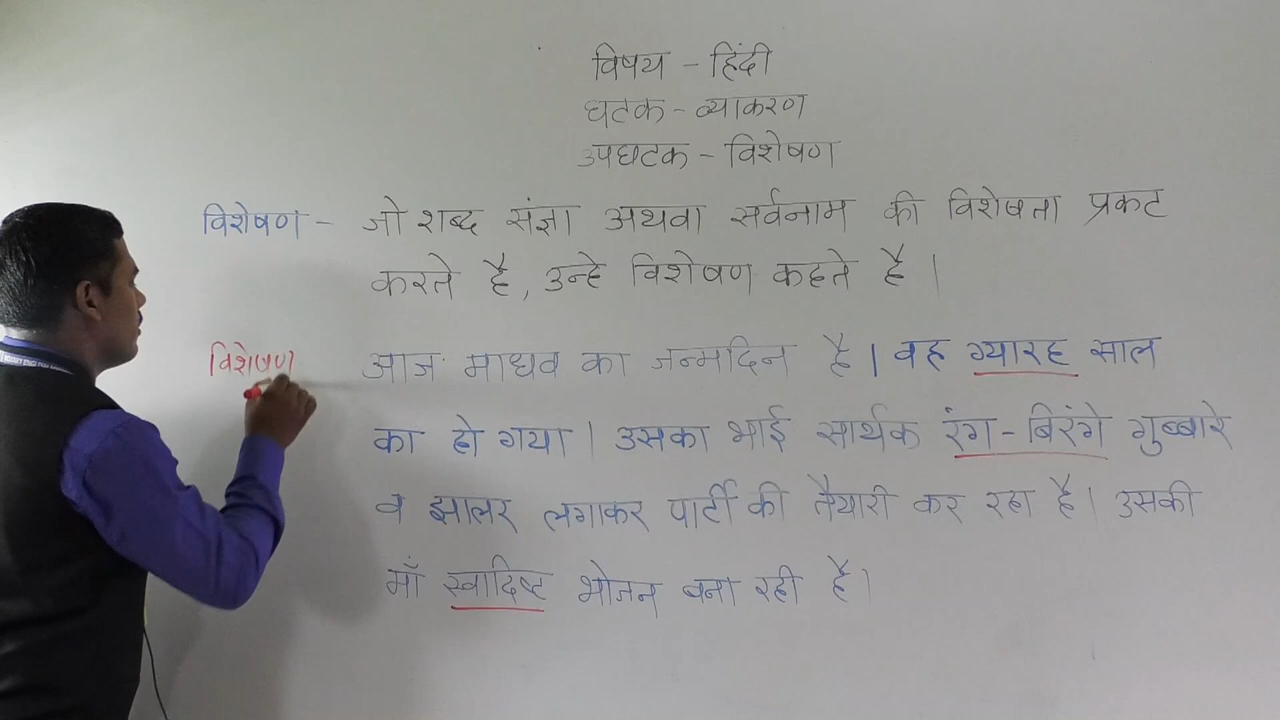 विषय - हिंदी
घटक - व्याकरण
उपघटक - विशेषण
विशेषण - जो शब्द संज्ञा अथवा सर्वनाम की विशेषता प्रकट
करते है, उन्हे विशेषण कहते है।
विशेषण आज माधव का जन्मदिन है। वह ग्यारह साल
का हो गया। उसका भाई सार्थक रंग-बिरंगे गुब्बारे
व झालर लगाकर पार्टी की तैयारी कर रहा है। उसकी
माँ स्वादिष्ट भोजन बना रही है।